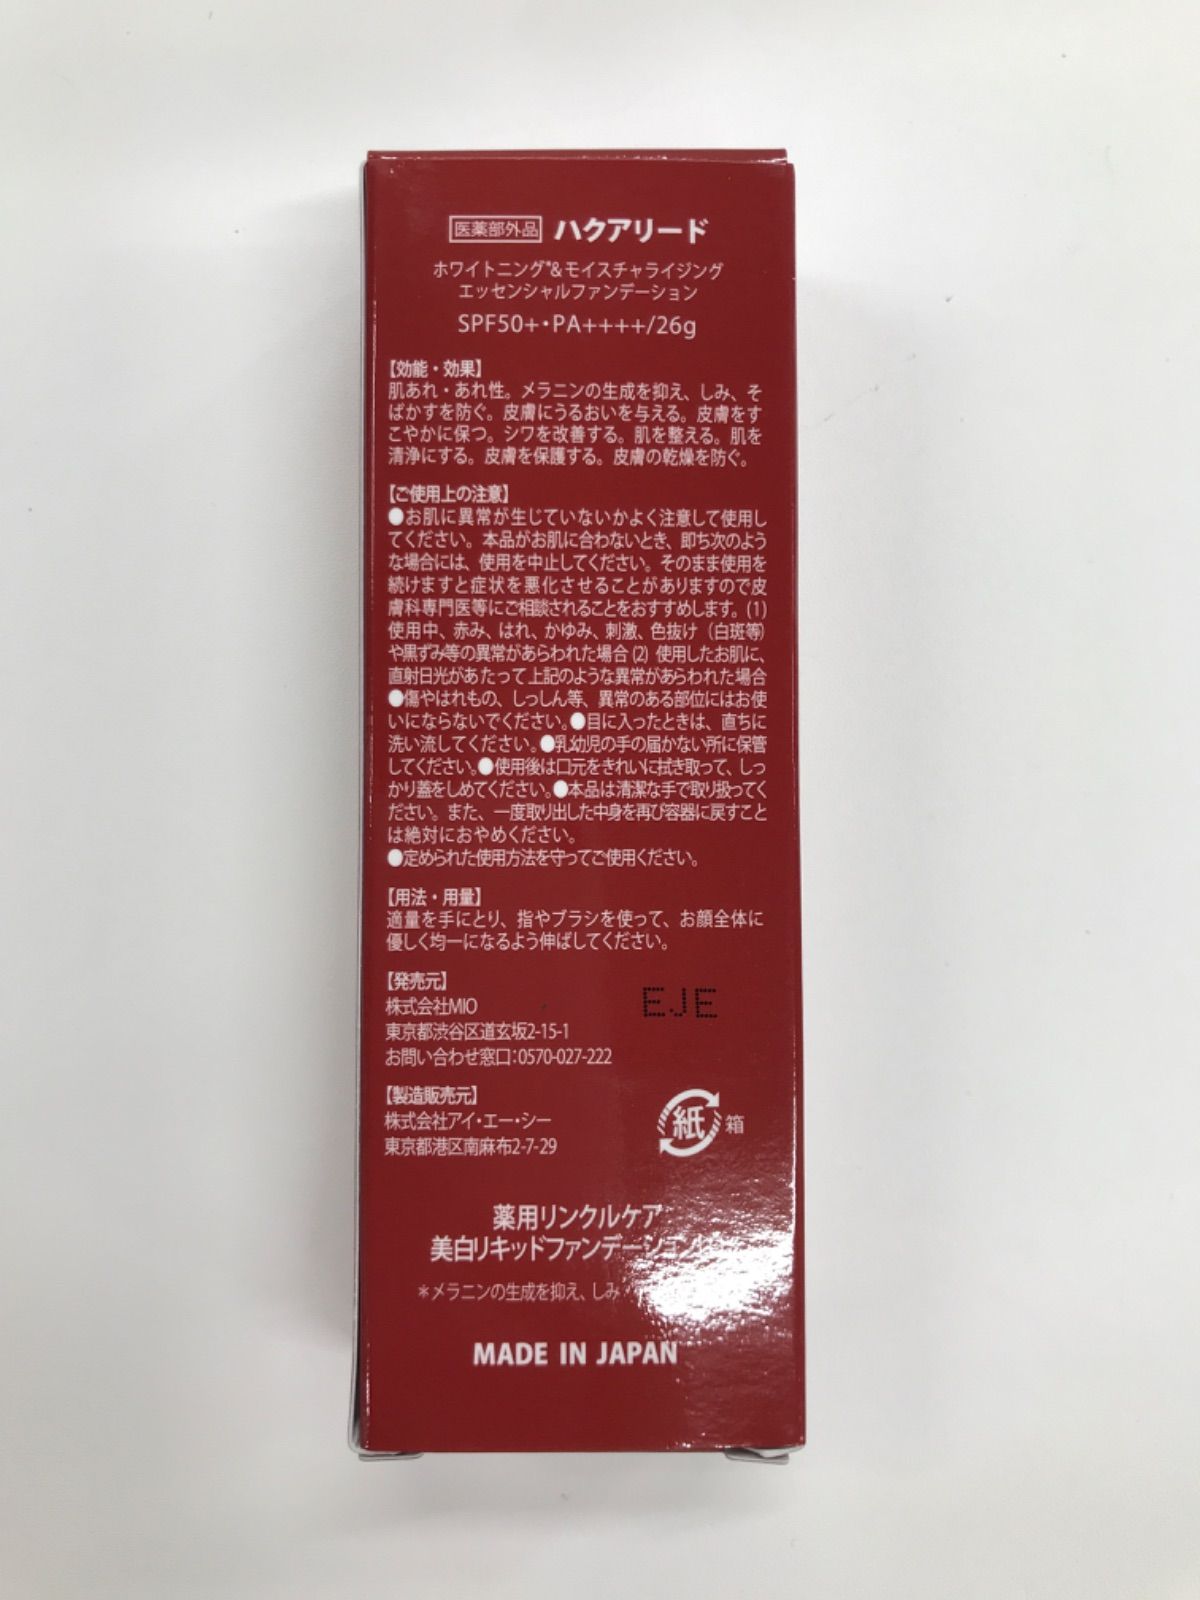 医薬部外品 ハクアリード
ホワイトニング*&モイスチャライジング
エッセンシャルファンデーション
SPF50+・PA++++/26g
【効能・効果】
肌あれ・あれ性。メラニンの生成を抑え、しみ、そ
ばかすを防ぐ。皮膚にうるおいを与える。皮膚をす
こやかに保つ。シワを改善する。肌を整える。肌を
清浄にする。皮膚を保護する。皮膚の乾燥を防ぐ。
【ご使用上の注意】
●お肌に異常が生じていないかよく注意して使用し
てください。本品がお肌に合わないとき、即ち次のよう
な場合には、使用を中止してください。そのまま使用を
続けますと症状を悪化させることがありますので皮
膚科専門医等にご相談されることをおすすめします。(1)
使用中、赤み、はれ、かゆみ、刺激、色抜け（白斑等）
や黒ずみ等の異常があらわれた場合(2) 使用したお肌に、
直射日光があたって上記のような異常があらわれた場合
●傷やはれもの、しっしん等、異常のある部位にはお使
いにならないでください。●目に入ったときは、直ちに
洗い流してください。●乳幼児の手の届かない所に保管
してください。●使用後は口元をきれいに拭き取って、しっ
かり蓋をしめてください。●本品は清潔な手で取り扱ってく
ださい。また、一度取り出した中身を再び容器に戻すこと
は絶対におやめください。
●定められた使用方法を守ってご使用ください。
【用法・用量】
適量を手にとり、指やブラシを使って、お顔全体に
優しく均一になるよう伸ばしてください。
【発売元】
株式会社MIO
東京都渋谷区道玄坂2-15-1
お問い合わせ窓口：0570-027-222
EJE
【製造販売元】
株式会社アイ・エー・シー
東京都港区南麻布2-7-29
紙 箱
薬用リンクルケア
美白リキッドファンデーション
＊メラニンの生成を抑え、しみ
MADE IN JAPAN